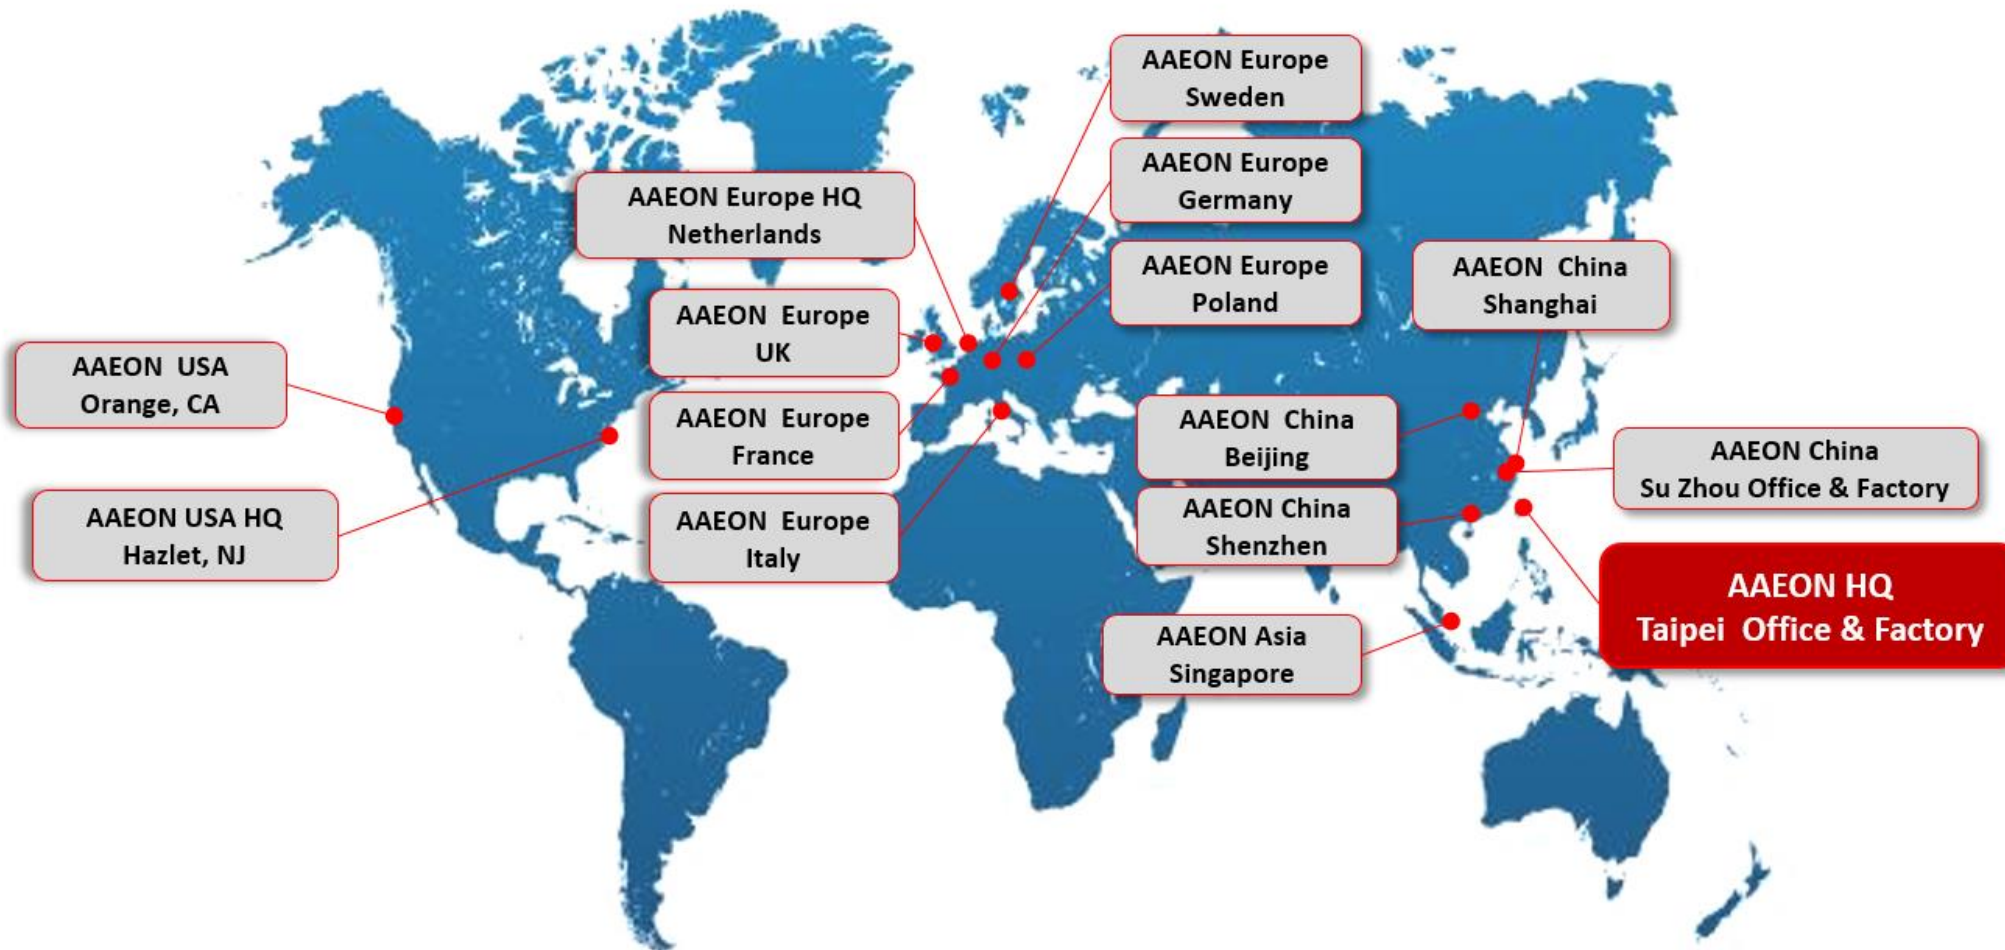 AAEON Europe
Sweden
AAEON Europe
Germany
AAEON Europe HQ
Netherlands
AAEON Europe
Poland
AAEON  China
Shanghai
AAEON  Europe
UK
AAEON  USA
Orange, CA
AAEON  Europe
France
AAEON  China
Beijing
AAEON China
Su Zhou Office & Factory
AAEON USA HQ
Hazlet, NJ
AAEON  Europe
Italy
AAEON China
Shenzhen
AAEON HQ
Taipei  Office & Factory
AAEON Asia
Singapore